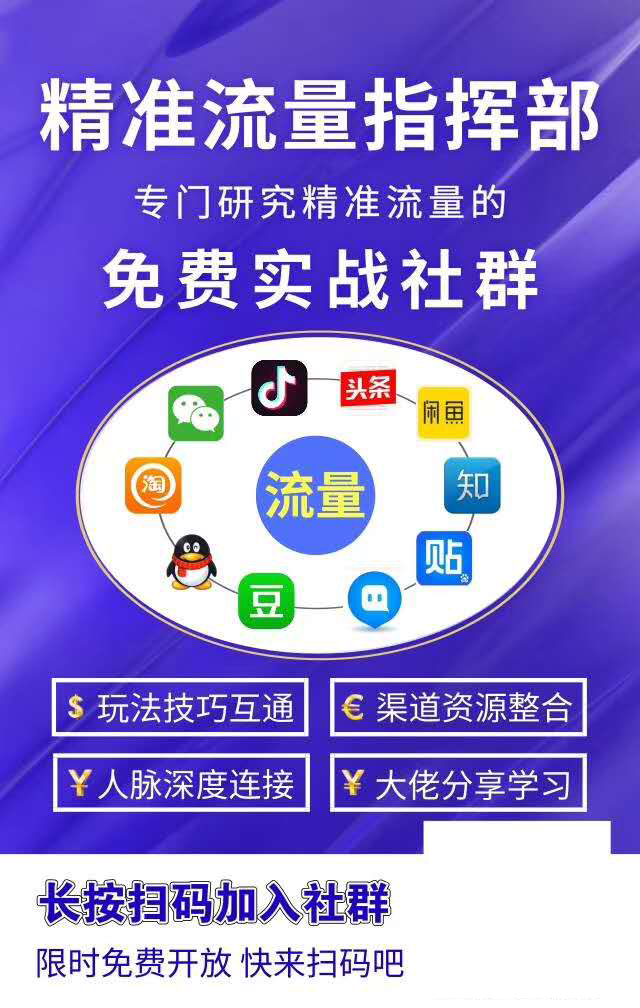 精准流量指挥部
专门研究精准流量的
免费实战社群
头条
闲鱼
淘
知
流量
贴
豆
$ 玩法技巧互通
€ 渠道资源整合
¥ 人脉深度连接
¥ 大佬分享学习
长按扫码加入社群
限时免费开放 快来扫码吧